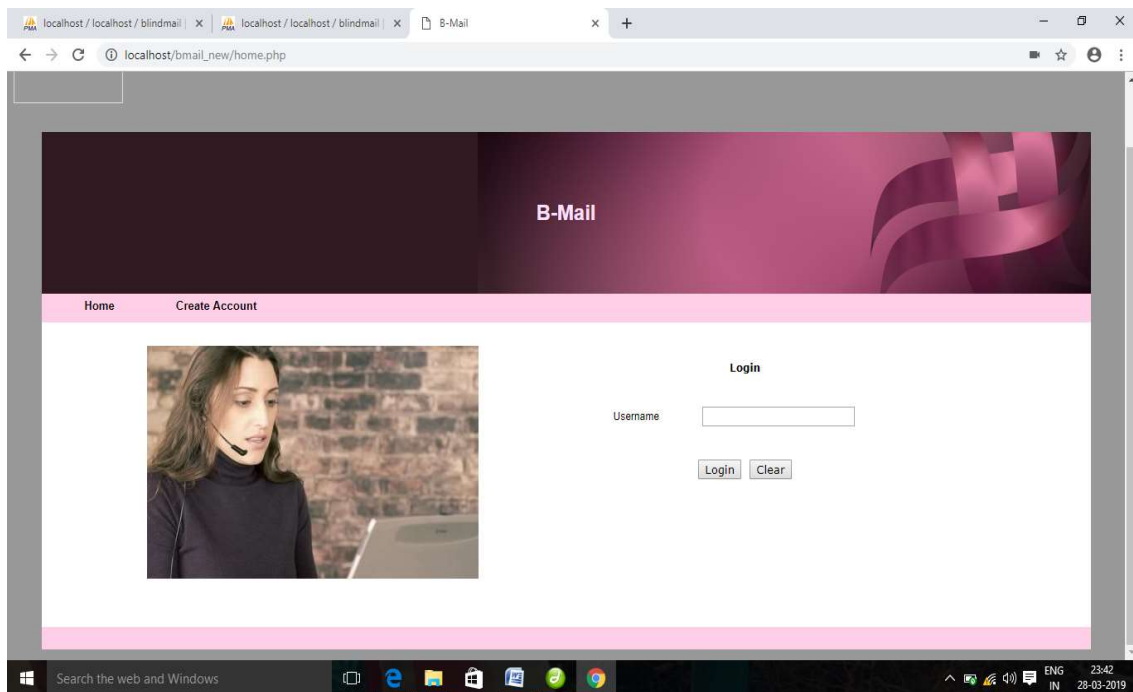 localhost / localhost / blindmail | localhost / localhost / blindmail | B-Mail
localhost/bmail_new/home.php
B-Mail
Home Create Account
Login
Username
Login Clear
Search the web and Windows
ENG 23:42
IN 28-03-2019